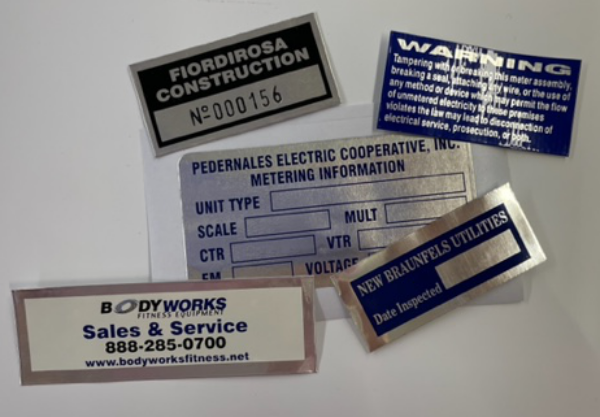 FIORDIROSA
CONSTRUCTION
Nº 000156
WARNING
Tampering with or breaking this meter assembly,
breaking a seal, attaching any wire, or the use of
any method or device which may permit the flow
of unmetered electricity to these premises
violates the law may lead to disconnection of
electrical service, prosecution, or both.
PEDERNALES ELECTRIC COOPERATIVE, INC.
METERING INFORMATION
UNIT TYPE
SCALE MULT
CTR VTR
VOLTAGE
NEW BRAUNFELS UTILITIES
Date Inspected
BODYWORKS
FITNESS EQUIPMENT
Sales & Service
888-285-0700
www.bodyworksfitness.net